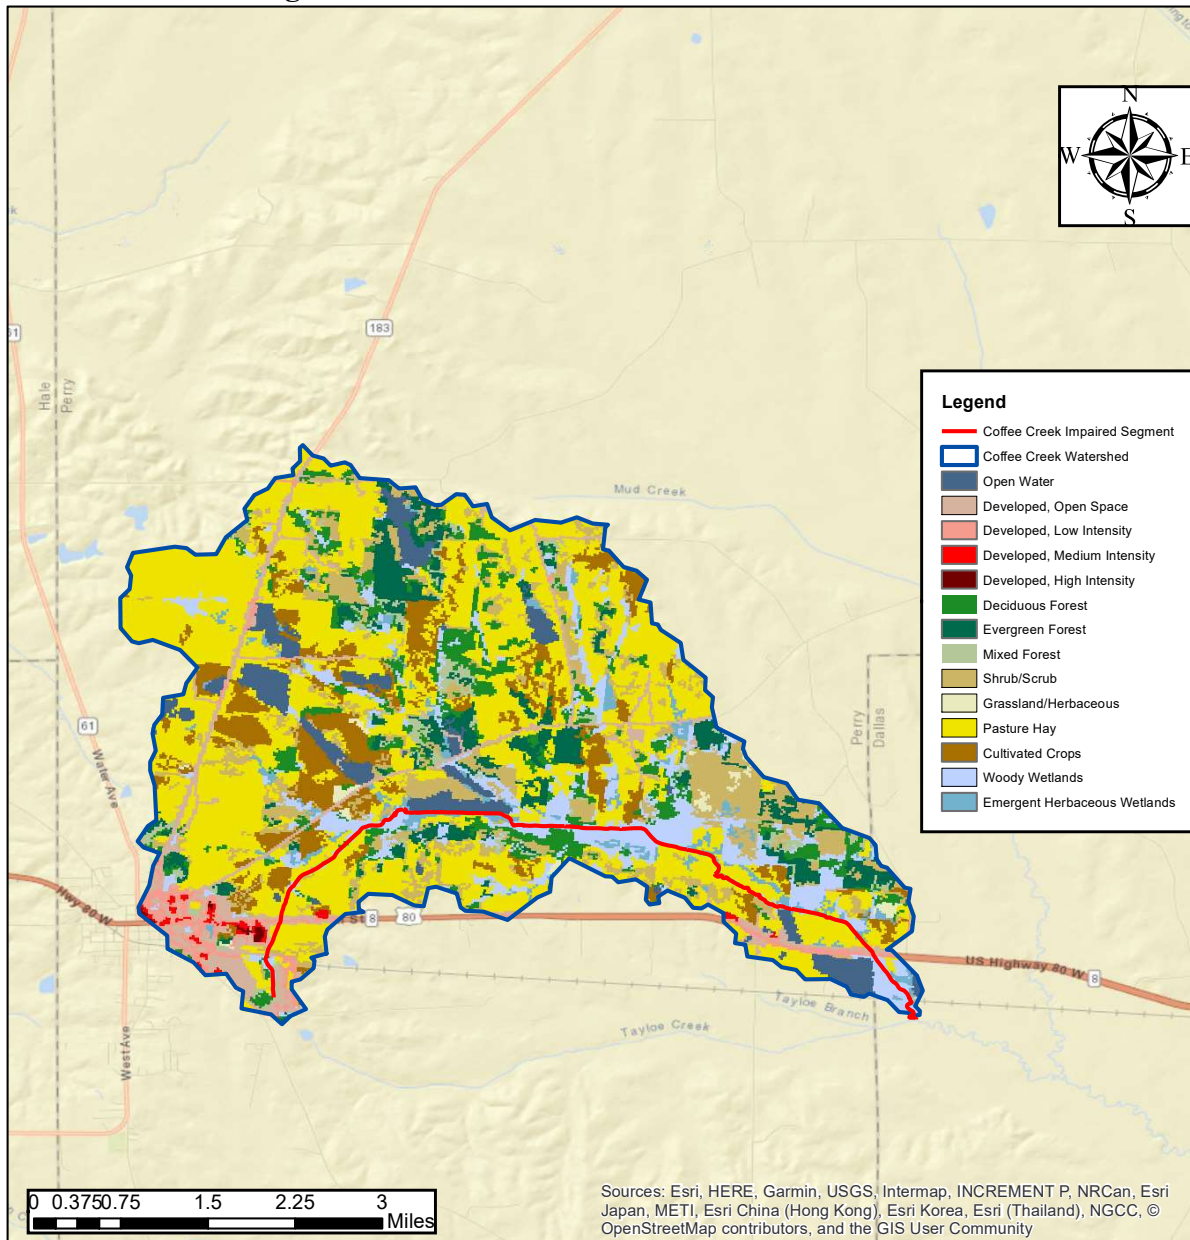 N
W
E
S
183
61
Hale
Perry
Mud Creek
Legend
Coffee Creek Impaired Segment
Coffee Creek Watershed
Open Water
Developed, Open Space
Developed, Low Intensity
Developed, Medium Intensity
Developed, High Intensity
Deciduous Forest
Evergreen Forest
Mixed Forest
Shrub/Scrub
Grassland/Herbaceous
Pasture Hay
Cultivated Crops
Woody Wetlands
Emergent Herbaceous Wetlands
61
Water Ave
Perry
Dallas
Hwy 80 W
St
8
80
US Highway 80 W
8
Tayloe Branch
Tayloe Creek
West Ave
0 0.375 0.75 1.5 2.25 3
Miles
Sources: Esri, HERE, Garmin, USGS, Intermap, INCREMENT P, NRCan, Esri
Japan, METI, Esri China (Hong Kong), Esri Korea, Esri (Thailand), NGCC, ©
OpenStreetMap contributors, and the GIS User Community